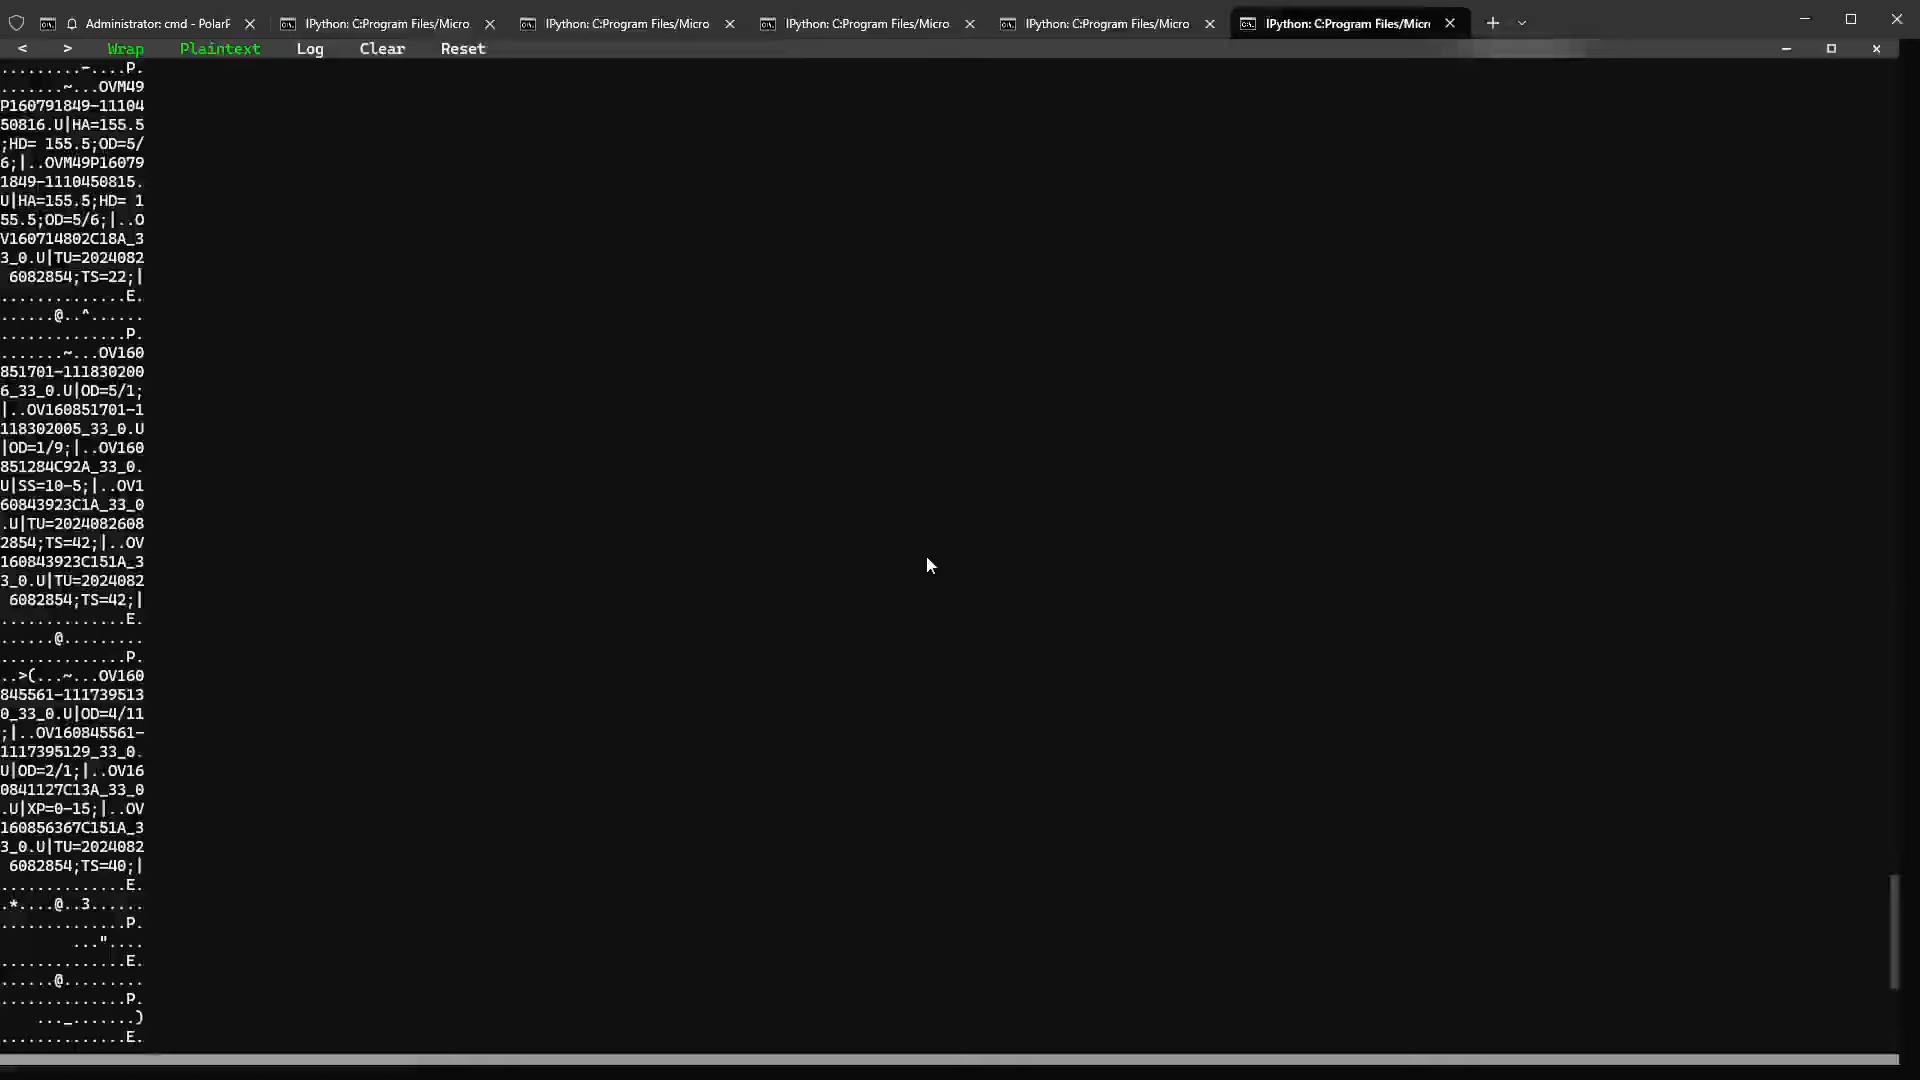 Administrator: cmd - PolarF
IPython: C:Program Files/Micro
IPython: C:Program Files/Micro
IPython: C:Program Files/Micro
IPython: C:Program Files/Micro
IPython: C:Program Files/Micr
< > Wrap Plaintext Log Clear Reset
.........-....P.
.......~...OVM49
P160791849-11104
50816.U|HA=155.5
;HD= 155.5;OD=5/
6;|..OVM49P16079
1849-1110450815.
U|HA=155.5;HD= 1
55.5;OD=5/6;|..O
V160714802C18A_3
3_0.U|TU=2024082
6082854;TS=22;|
..............E.
......@..^......
..............P.
.......~...OV160
851701-111830200
6_33_0.U|OD=5/1;
|..OV160851701-1
118302005_33_0.U
|OD=1/9;|..OV160
851284C92A_33_0.
U|SS=10-5;|..OV1
60843923C1A_33_0
.U|TU=2024082608
2854;TS=42;|..OV
160843923C151A_3
3_0.U|TU=2024082
6082854;TS=42;|
..............E.
......@.........
..............P.
..>(...~...OV160
845561-111739513
0_33_0.U|OD=4/11
;|..OV160845561-
1117395129_33_0.
U|OD=2/1;|..OV16
0841127C13A_33_0
.U|XP=0-15;|..OV
160856367C151A_3
3_0.U|TU=2024082
6082854;TS=40;|
..............E.
.*....@..3......
..............P.
..."....
..............E.
......@.........
..............P.
..._.......)
..............E.